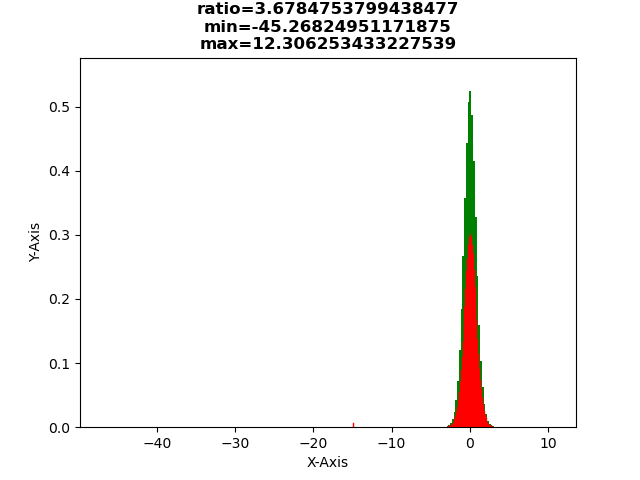 ratio=3.6784753799438477
min=-45.26824951171875
max=12.306253433227539
Y-Axis
0.5
0.4
0.3
0.2
0.1
0.0
−40
−30
−20
−10
0
10
X-Axis